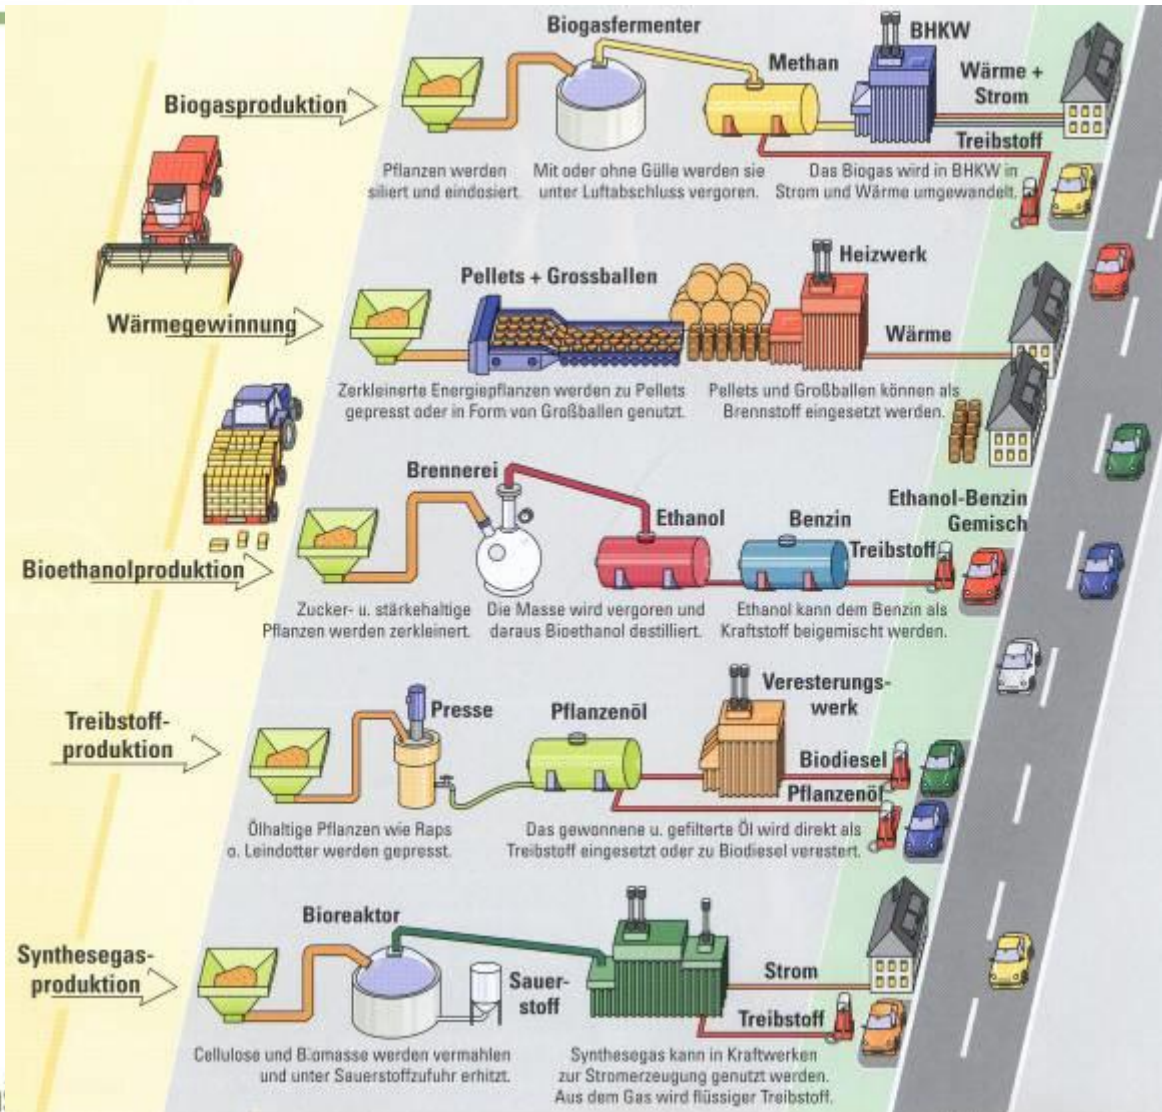 Biogasproduktion
Biogasfermenter
Methan
BHKW
Wärme +
Strom
Treibstoff
Pflanzen werden
siliert und eindosiert.
Mit oder ohne Gülle werden sie
unter Luftabschluss vergoren.
Das Biogas wird in BHKW in
Strom und Wärme umgewandelt.
Wärmegewinnung
Pellets + Grossballen
Heizwerk
Wärme
Zerkleinerte Energiepflanzen werden zu Pellets
gepresst oder in Form von Großballen genutzt.
Pellets und Großballen können als
Brennstoff eingesetzt werden.
Bioethanolproduktion
Brennerei
Ethanol
Benzin
Ethanol-Benzin
Gemisch
Treibstoff
Zucker- u. stärkehaltige
Pflanzen werden zerkleinert.
Die Masse wird vergoren und
daraus Bioethanol destilliert.
Ethanol kann dem Benzin als
Kraftstoff beigemischt werden.
Treibstoff-
produktion
Presse
Pflanzenöl
Veresterungs-
werk
Biodiesel
Pflanzenöl
Ölhaltige Pflanzen wie Raps
o. Leindotter werden gepresst.
Das gewonnene u. gefilterte Öl wird direkt als
Treibstoff eingesetzt oder zu Biodiesel verestert.
Synthesegas-
produktion
Bioreaktor
Sauer-
stoff
Strom
Treibstoff
Cellulose und Biomasse werden vermahlen
und unter Sauerstoffzufuhr erhitzt.
Synthesegas kann in Kraftwerken
zur Stromerzeugung genutzt werden.
Aus dem Gas wird flüssiger Treibstoff.